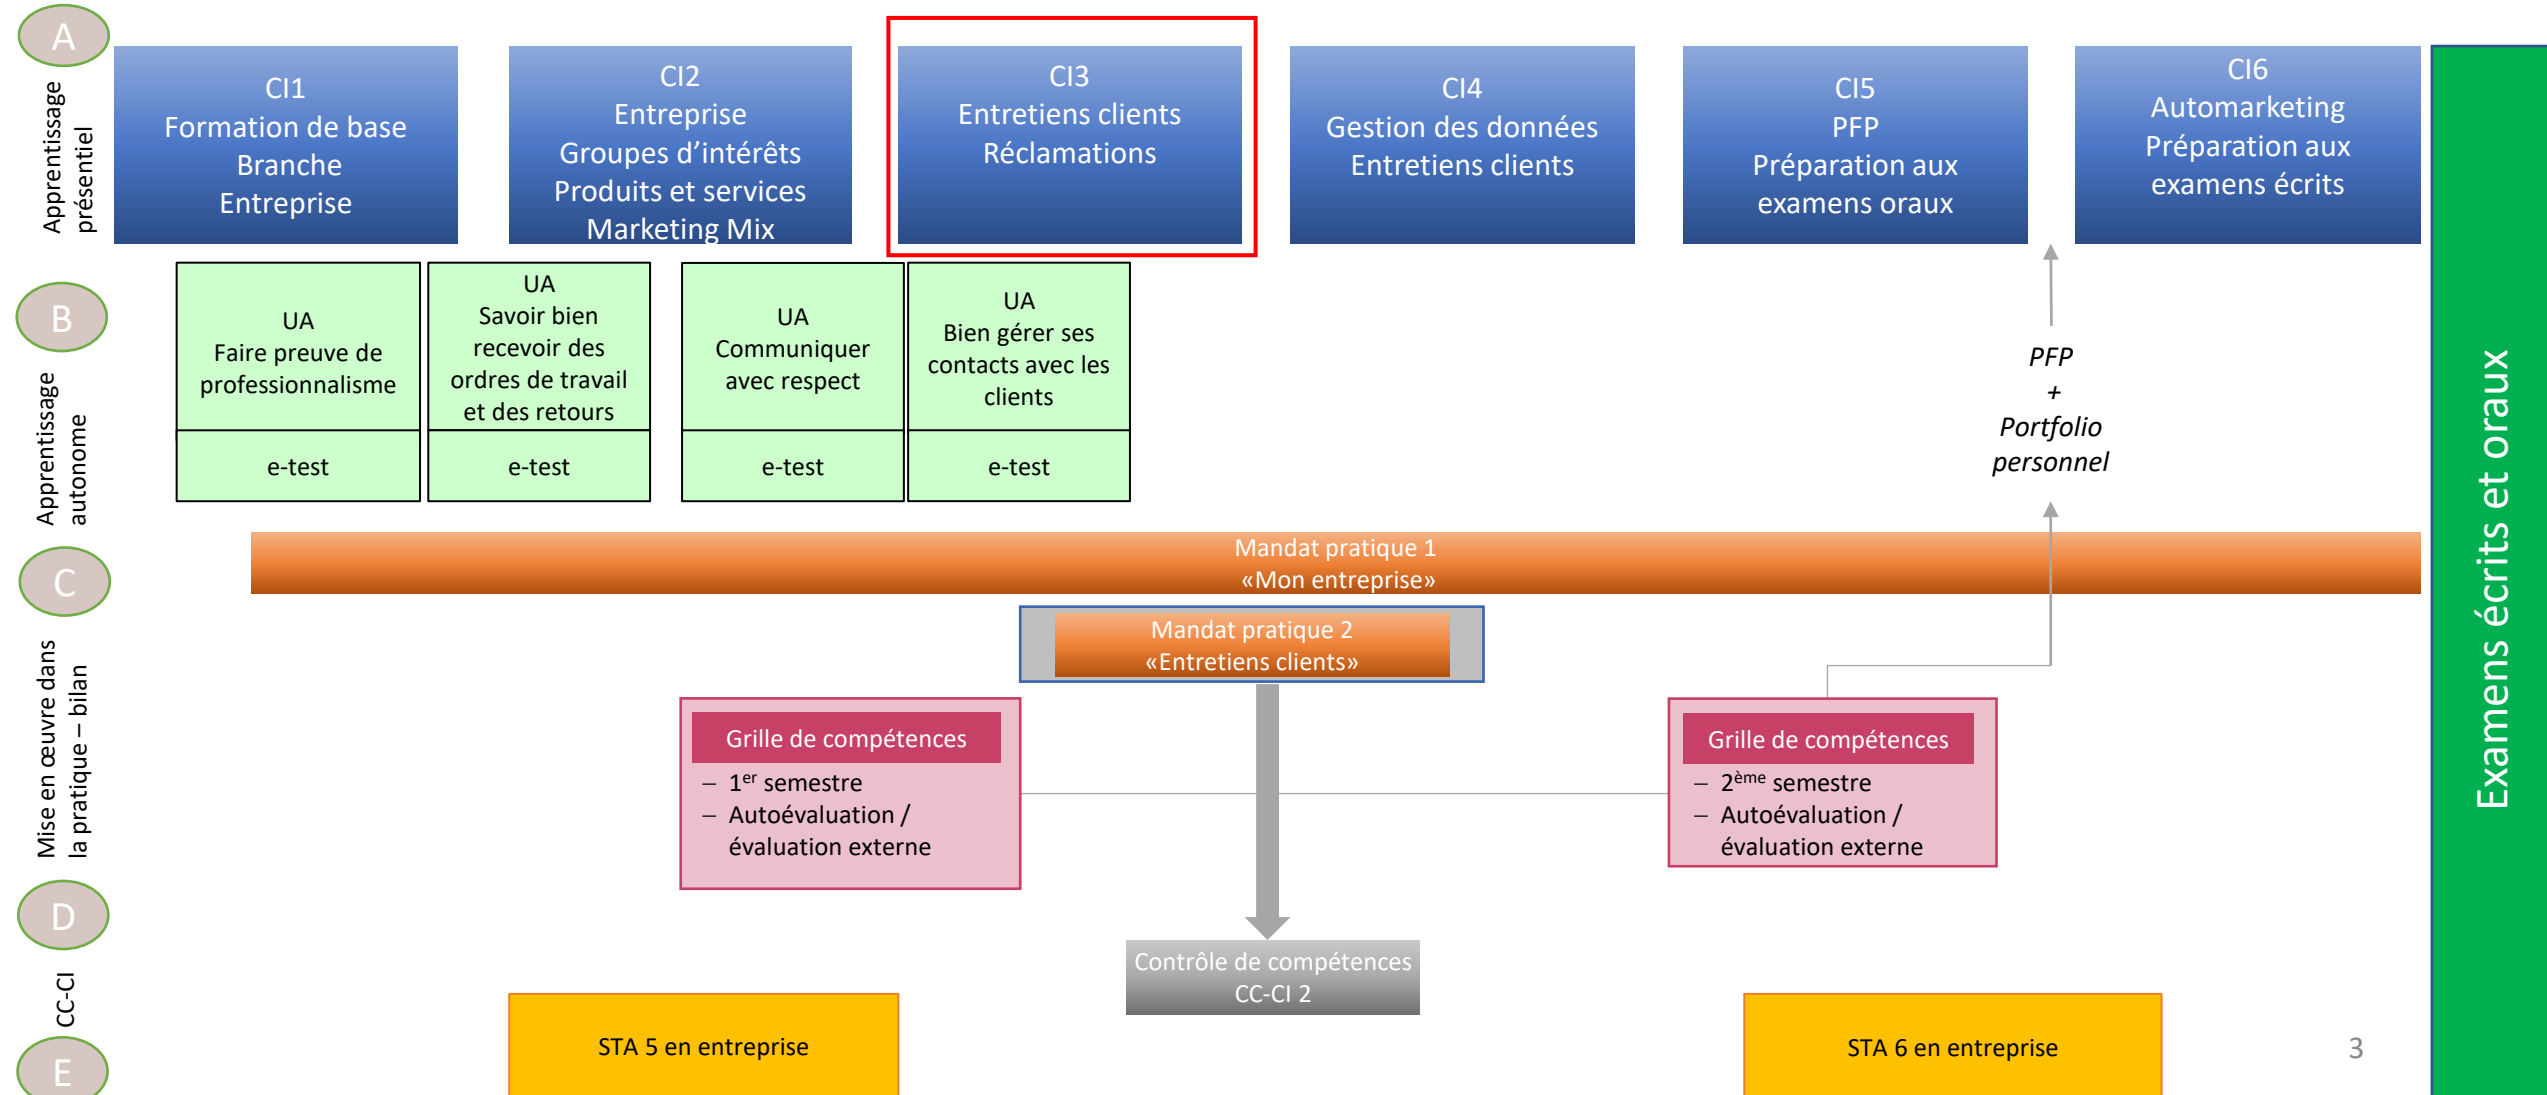 A
Apprentissage
présentiel
CI1
Formation de base
Branche
Entreprise
CI2
Entreprise
Groupes d'intérêts
Produits et services
Marketing Mix
CI3
Entretiens clients
Réclamations
CI4
Gestion des données
Entretiens clients
CI5
PFP
Préparation aux
examens oraux
CI6
Automarketing
Préparation aux
examens écrits
B
Apprentissage
autonome
UA
Faire preuve de
professionnalisme
e-test
UA
Savoir bien
recevoir des
ordres de travail
et des retours
e-test
UA
Communiquer
avec respect
e-test
UA
Bien gérer ses
contacts avec les
clients
e-test
PFP
+
Portfolio
personnel
C
Mise en œuvre dans
la pratique – bilan
Mandat pratique 1
«Mon entreprise»
Mandat pratique 2
«Entretiens clients»
Grille de compétences
– 1er semestre
– Autoévaluation /
évaluation externe
Grille de compétences
– 2ème semestre
– Autoévaluation /
évaluation externe
D
CC-CI
Contrôle de compétences
CC-CI 2
E
STA 5 en entreprise
STA 6 en entreprise
Examens écrits et oraux
3